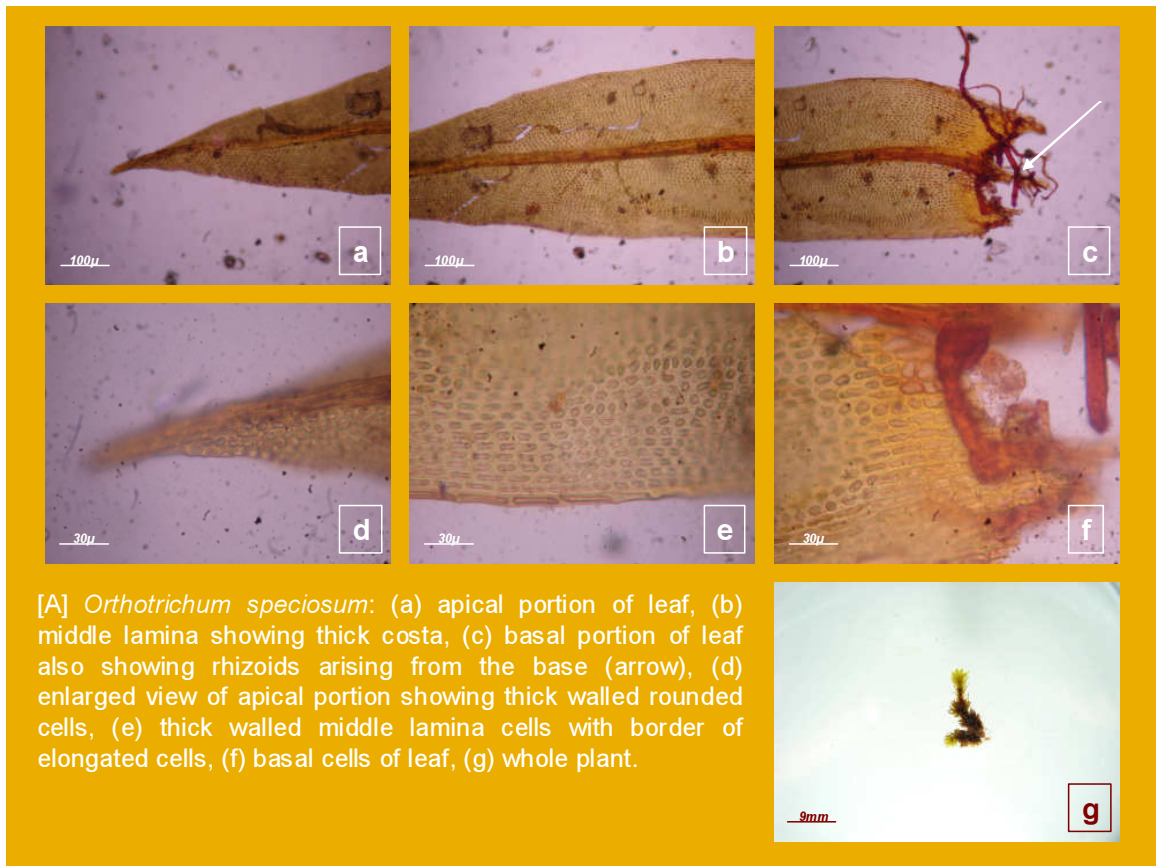 a
100µ
b
100µ
c
100µ
d
30µ
e
30µ
f
30µ
[A] Orthotrichum speciosum: (a) apical portion of leaf, (b)
middle lamina showing thick costa, (c) basal portion of leaf
also showing rhizoids arising from the base (arrow), (d)
enlarged view of apical portion showing thick walled rounded
cells, (e) thick walled middle lamina cells with border of
elongated cells, (f) basal cells of leaf, (g) whole plant.
g
9mm